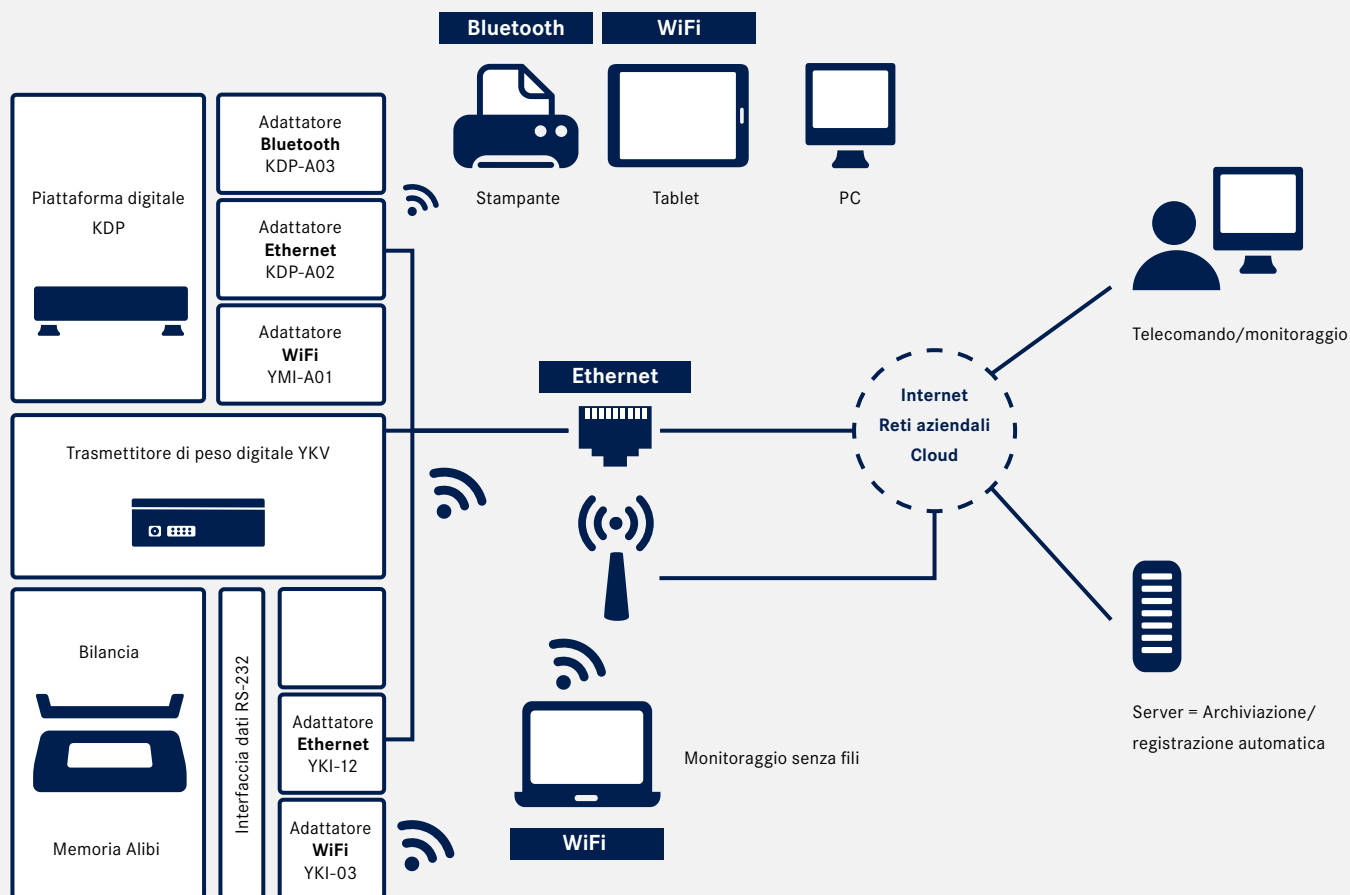 Bluetooth
WiFi
Stampante
Tablet
PC
Piattaforma digitale
KDP
Adattatore
Bluetooth
KDP-A03
Adattatore
Ethernet
KDP-A02
Adattatore
WiFi
YMI-A01
Trasmettitore di peso digitale YKV
Bilancia
Memoria Alibi
Interfaccia dati RS-232
Adattatore
Ethernet
YKI-12
Adattatore
WiFi
YKI-03
Ethernet
Monitoraggio senza fili
WiFi
Internet
Reti aziendali
Cloud
Telecomando/monitoraggio
Server = Archiviazione/
registrazione automatica